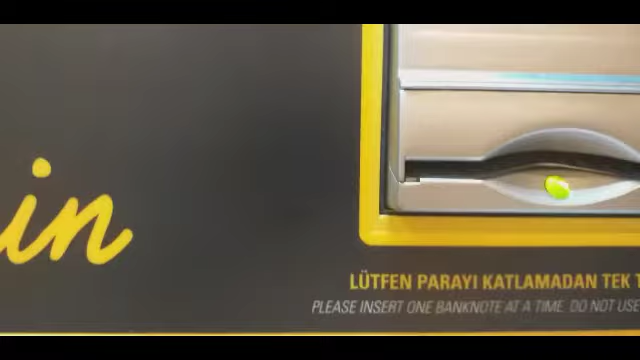 in
LÜTFEN PARAYI KATLAMADAN TEK
PLEASE INSERT ONE BANKNOTE AT A TIME. DO NOT USE